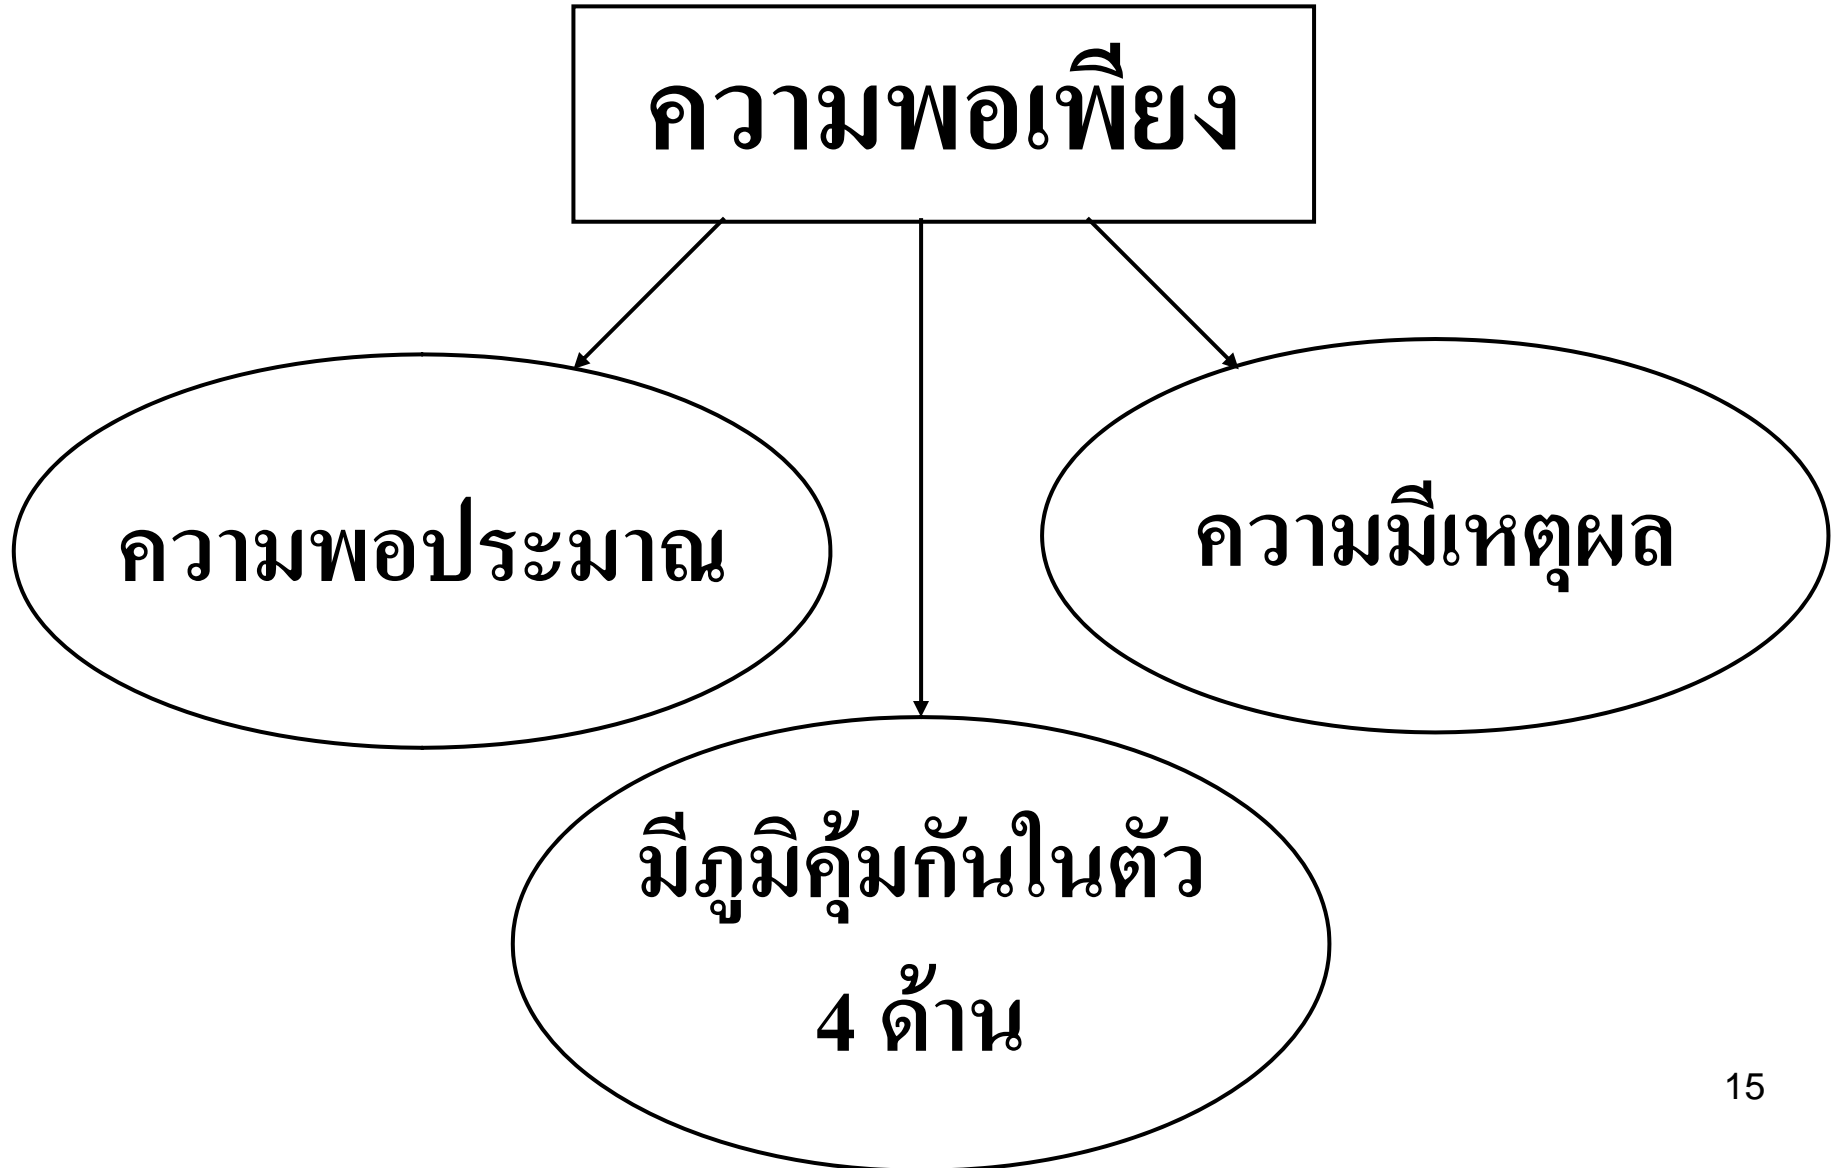 ความพอเพียง
ความพอประมาณ
ความมีเหตุผล
มีภูมิคุ้มกันในตัว
4 ด้าน
15